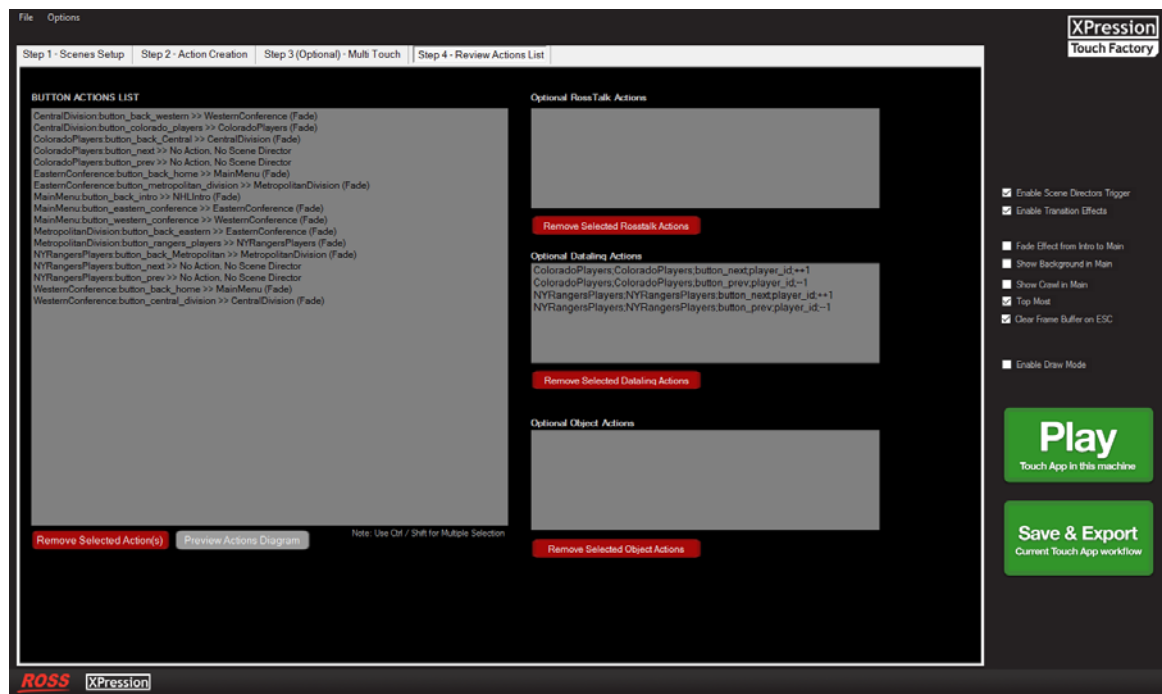 File Options
XPression
Touch Factory
Step 1 - Scenes Setup Step 2 - Action Creation Step 3 (Optional) - Multi Touch Step 4 - Review Actions List
BUTTON ACTIONS LIST
CentralDivision:button_back_western >> WesternConference (Fade)
CentralDivision:button_colorado_players >> ColoradoPlayers (Fade)
ColoradoPlayers:button_back_Central >> CentralDivision (Fade)
ColoradoPlayers:button_next >> No Action, No Scene Director
ColoradoPlayers:button_prev >> No Action, No Scene Director
EasternConference:button_back_home >> MainMenu (Fade)
EasternConference:button_metropolitan_division >> MetropolitanDivision (Fade)
MainMenu:button_back_intro >> NHLIntro (Fade)
MainMenu:button_eastern_conference >> EasternConference (Fade)
MainMenu:button_western_conference >> WesternConference (Fade)
MetropolitanDivision:button_back_eastern >> EasternConference (Fade)
MetropolitanDivision:button_rangers_players >> NYRangersPlayers (Fade)
NYRangersPlayers:button_back_Metropolitan >> MetropolitanDivision (Fade)
NYRangersPlayers:button_next >> No Action, No Scene Director
NYRangersPlayers:button_prev >> No Action, No Scene Director
WesternConference:button_back_home >> MainMenu (Fade)
WesternConference:button_central_division >> CentralDivision (Fade)
Remove Selected Action(s) Preview Actions Diagram
Note: Use Ctrl / Shift for Multiple Selection
Optional RossTalk Actions
Remove Selected Rosstalk Actions
Optional Datalinq Actions
ColoradoPlayers;ColoradoPlayers;button_next;player_id;++1
ColoradoPlayers;ColoradoPlayers;button_prev;player_id;--1
NYRangersPlayers;NYRangersPlayers;button_next;player_id;++1
NYRangersPlayers;NYRangersPlayers;button_prev;player_id;--1
Remove Selected Datalinq Actions
Optional Object Actions
Remove Selected Object Actions
Enable Scene Directors Trigger
Enable Transition Effects
Fade Effect from Intro to Main
Show Background in Main
Show Crawl in Main
Top Most
Clear Frame Buffer on ESC
Enable Draw Mode
Play
Touch App in this machine
Save & Export
Current Touch App workflow
ROSS XPression